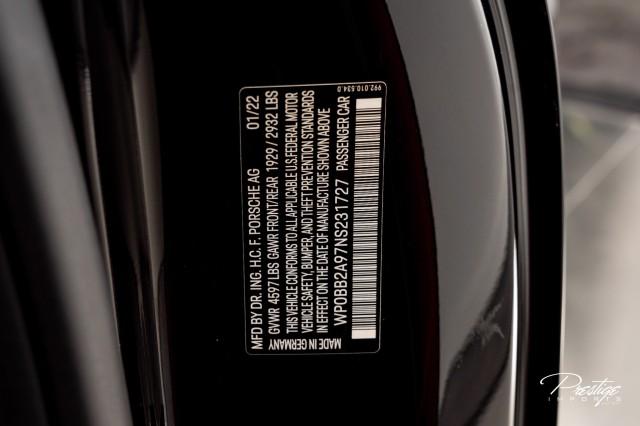 MFD BY DR. ING. H.C. F. PORSCHE AG 01/22
GVWR 4597 LBS GAWR FRONT/REAR 1929 / 2932 LBS
THIS VEHICLE CONFORMS TO ALL APPLICABLE U.S. FEDERAL MOTOR
VEHICLE SAFETY, BUMPER, AND THEFT PREVENTION STANDARDS
IN EFFECT ON THE DATE OF MANUFACTURE SHOWN ABOVE
WP0BB2A97NS231727 PASSENGER CAR
MADE IN GERMANY 992.010.534.0
Prestige
IMPORTS